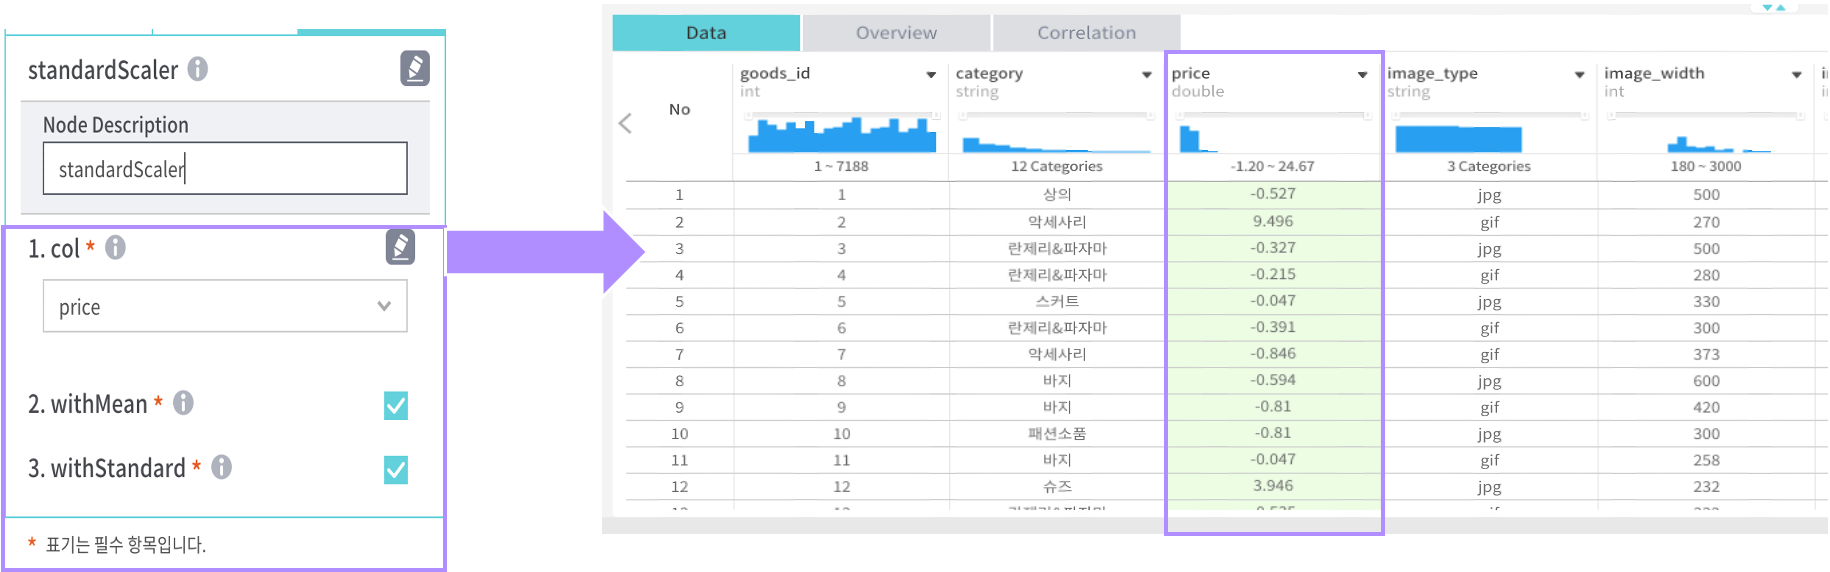 standardScaler
Node Description
standardScaler
1. col *
price
2. withMean *
3. withStandard *
* 표기는 필수 항목입니다.
Data Overview Correlation
No goods_id category price image_type image_width
int string double string int
1 ~ 7188 12 Categories -1.20 ~ 24.67 3 Categories 180 ~ 3000
1 1 상의 -0.527 jpg 500
2 2 악세사리 9.496 gif 270
3 3 란제리&파자마 -0.327 jpg 500
4 4 란제리&파자마 -0.215 gif 280
5 5 스커트 -0.047 jpg 330
6 6 란제리&파자마 -0.391 gif 300
7 7 악세사리 -0.846 gif 373
8 8 바지 -0.594 jpg 600
9 9 바지 -0.81 gif 420
10 10 패션소품 -0.81 jpg 300
11 11 바지 -0.047 gif 258
12 12 슈즈 3.946 jpg 232